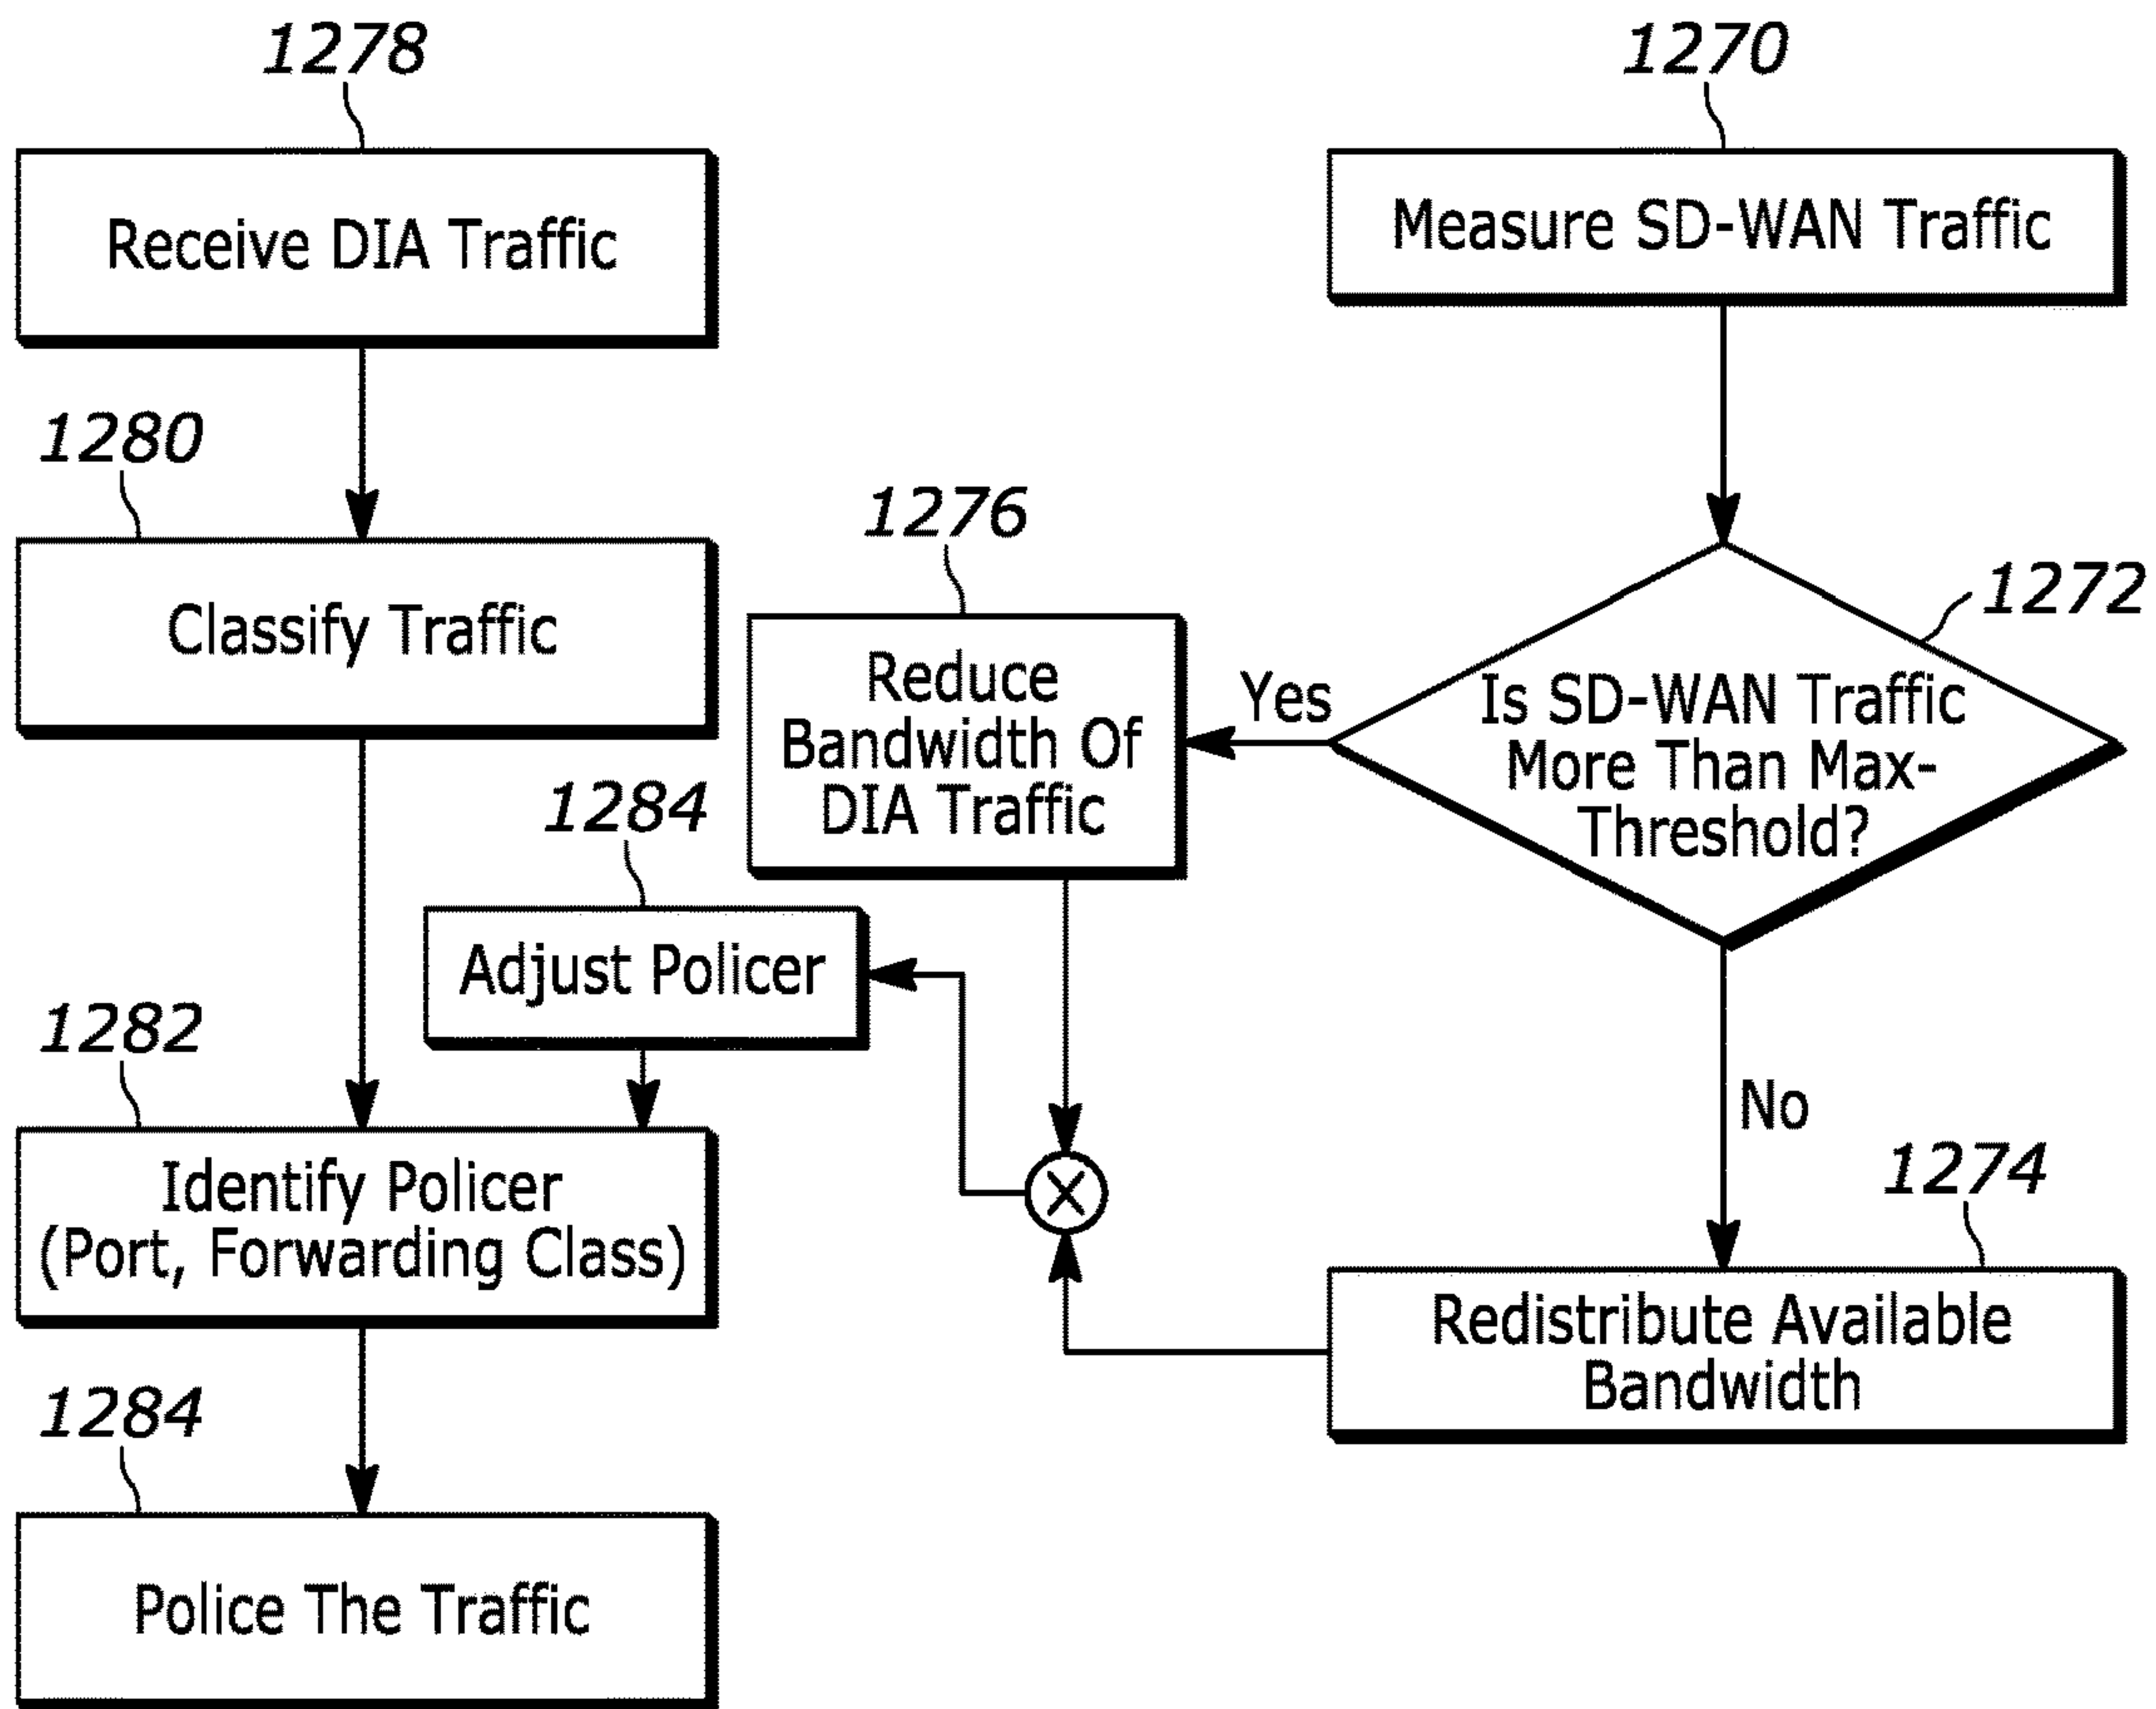 1278
Receive DIA Traffic
1280
Classify Traffic
1282
Identify Policer
(Port, Forwarding Class)
1284
Police The Traffic
1284
Adjust Policer
1276
Reduce
Bandwidth Of
DIA Traffic
1270
Measure SD-WAN Traffic
1272
Is SD-WAN Traffic
More Than Max-
Threshold?
Yes
No
1274
Redistribute Available
Bandwidth